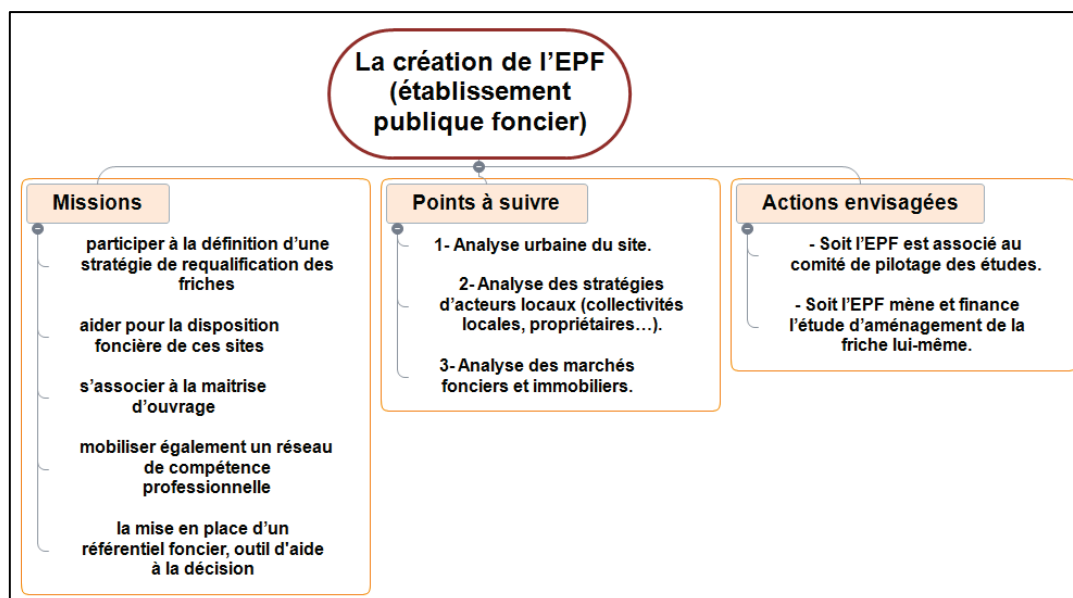 La création de l’EPF
(établissement
publique foncier)
Missions
participer à la définition d’une
stratégie de requalification des
friches
aider pour la disposition
foncière de ces sites
s’associer à la maitrise
d’ouvrage
mobiliser également un réseau
de compétence
professionnelle
la mise en place d’un
référentiel foncier, outil d'aide
à la décision
Points à suivre
1- Analyse urbaine du site.
2- Analyse des stratégies
d’acteurs locaux (collectivités
locales, propriétaires…).
3- Analyse des marchés
fonciers et immobiliers.
Actions envisagées
- Soit l’EPF est associé au
comité de pilotage des études.
- Soit l’EPF mène et finance
l’étude d’aménagement de la
friche lui-même.